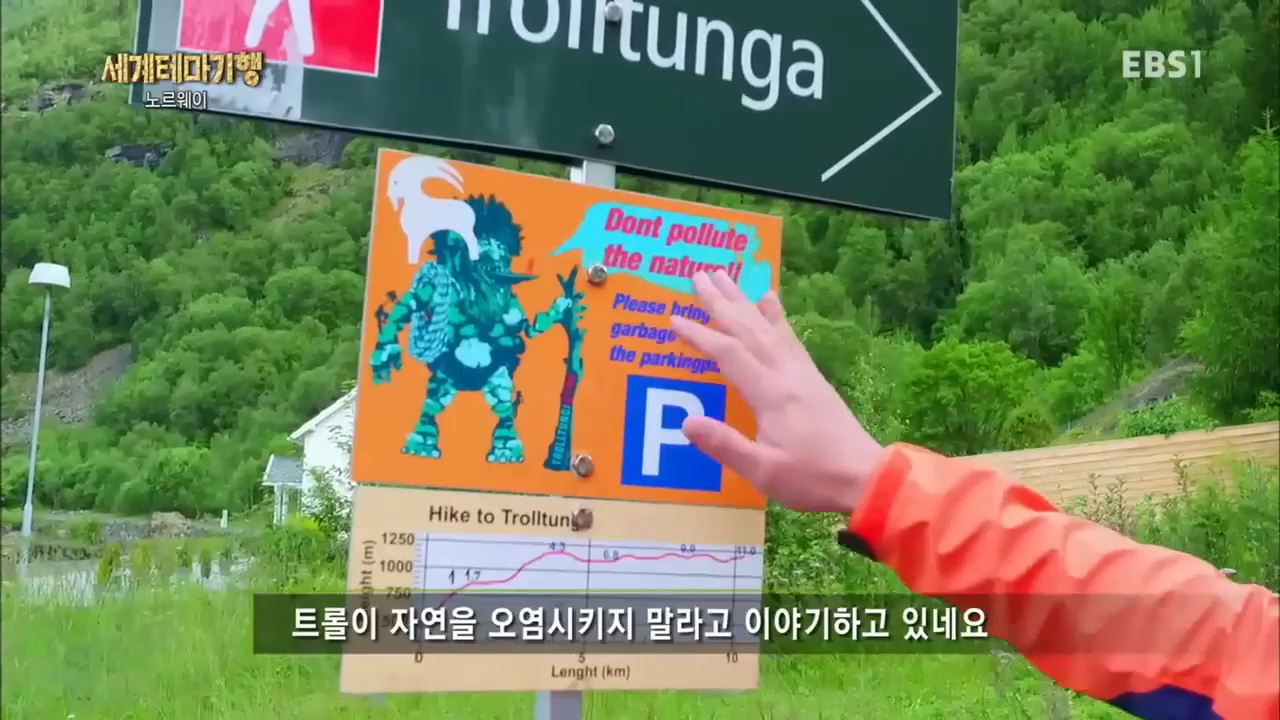 Trolltunga
세계테마기행
노르웨이
EBS1
Dont pollute
the nature!!
Please bring
garbage
the
P
TROLLTUNGA
Hike to Trolltunga
1250
1000
750
4.3
6.8
9.0
11.0
1 1.7
트롤이 자연을 오염시키지 말라고 이야기하고 있네요
0
5
10
Lenght (km)